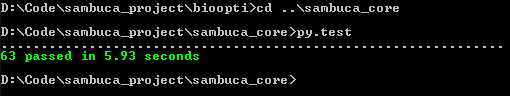 D:\Code\sambuca_project\bioopti>cd ..\sambuca_core
D:\Code\sambuca_project\sambuca_core>py.test
...............................................................
63 passed in 5.93 seconds
D:\Code\sambuca_project\sambuca_core>